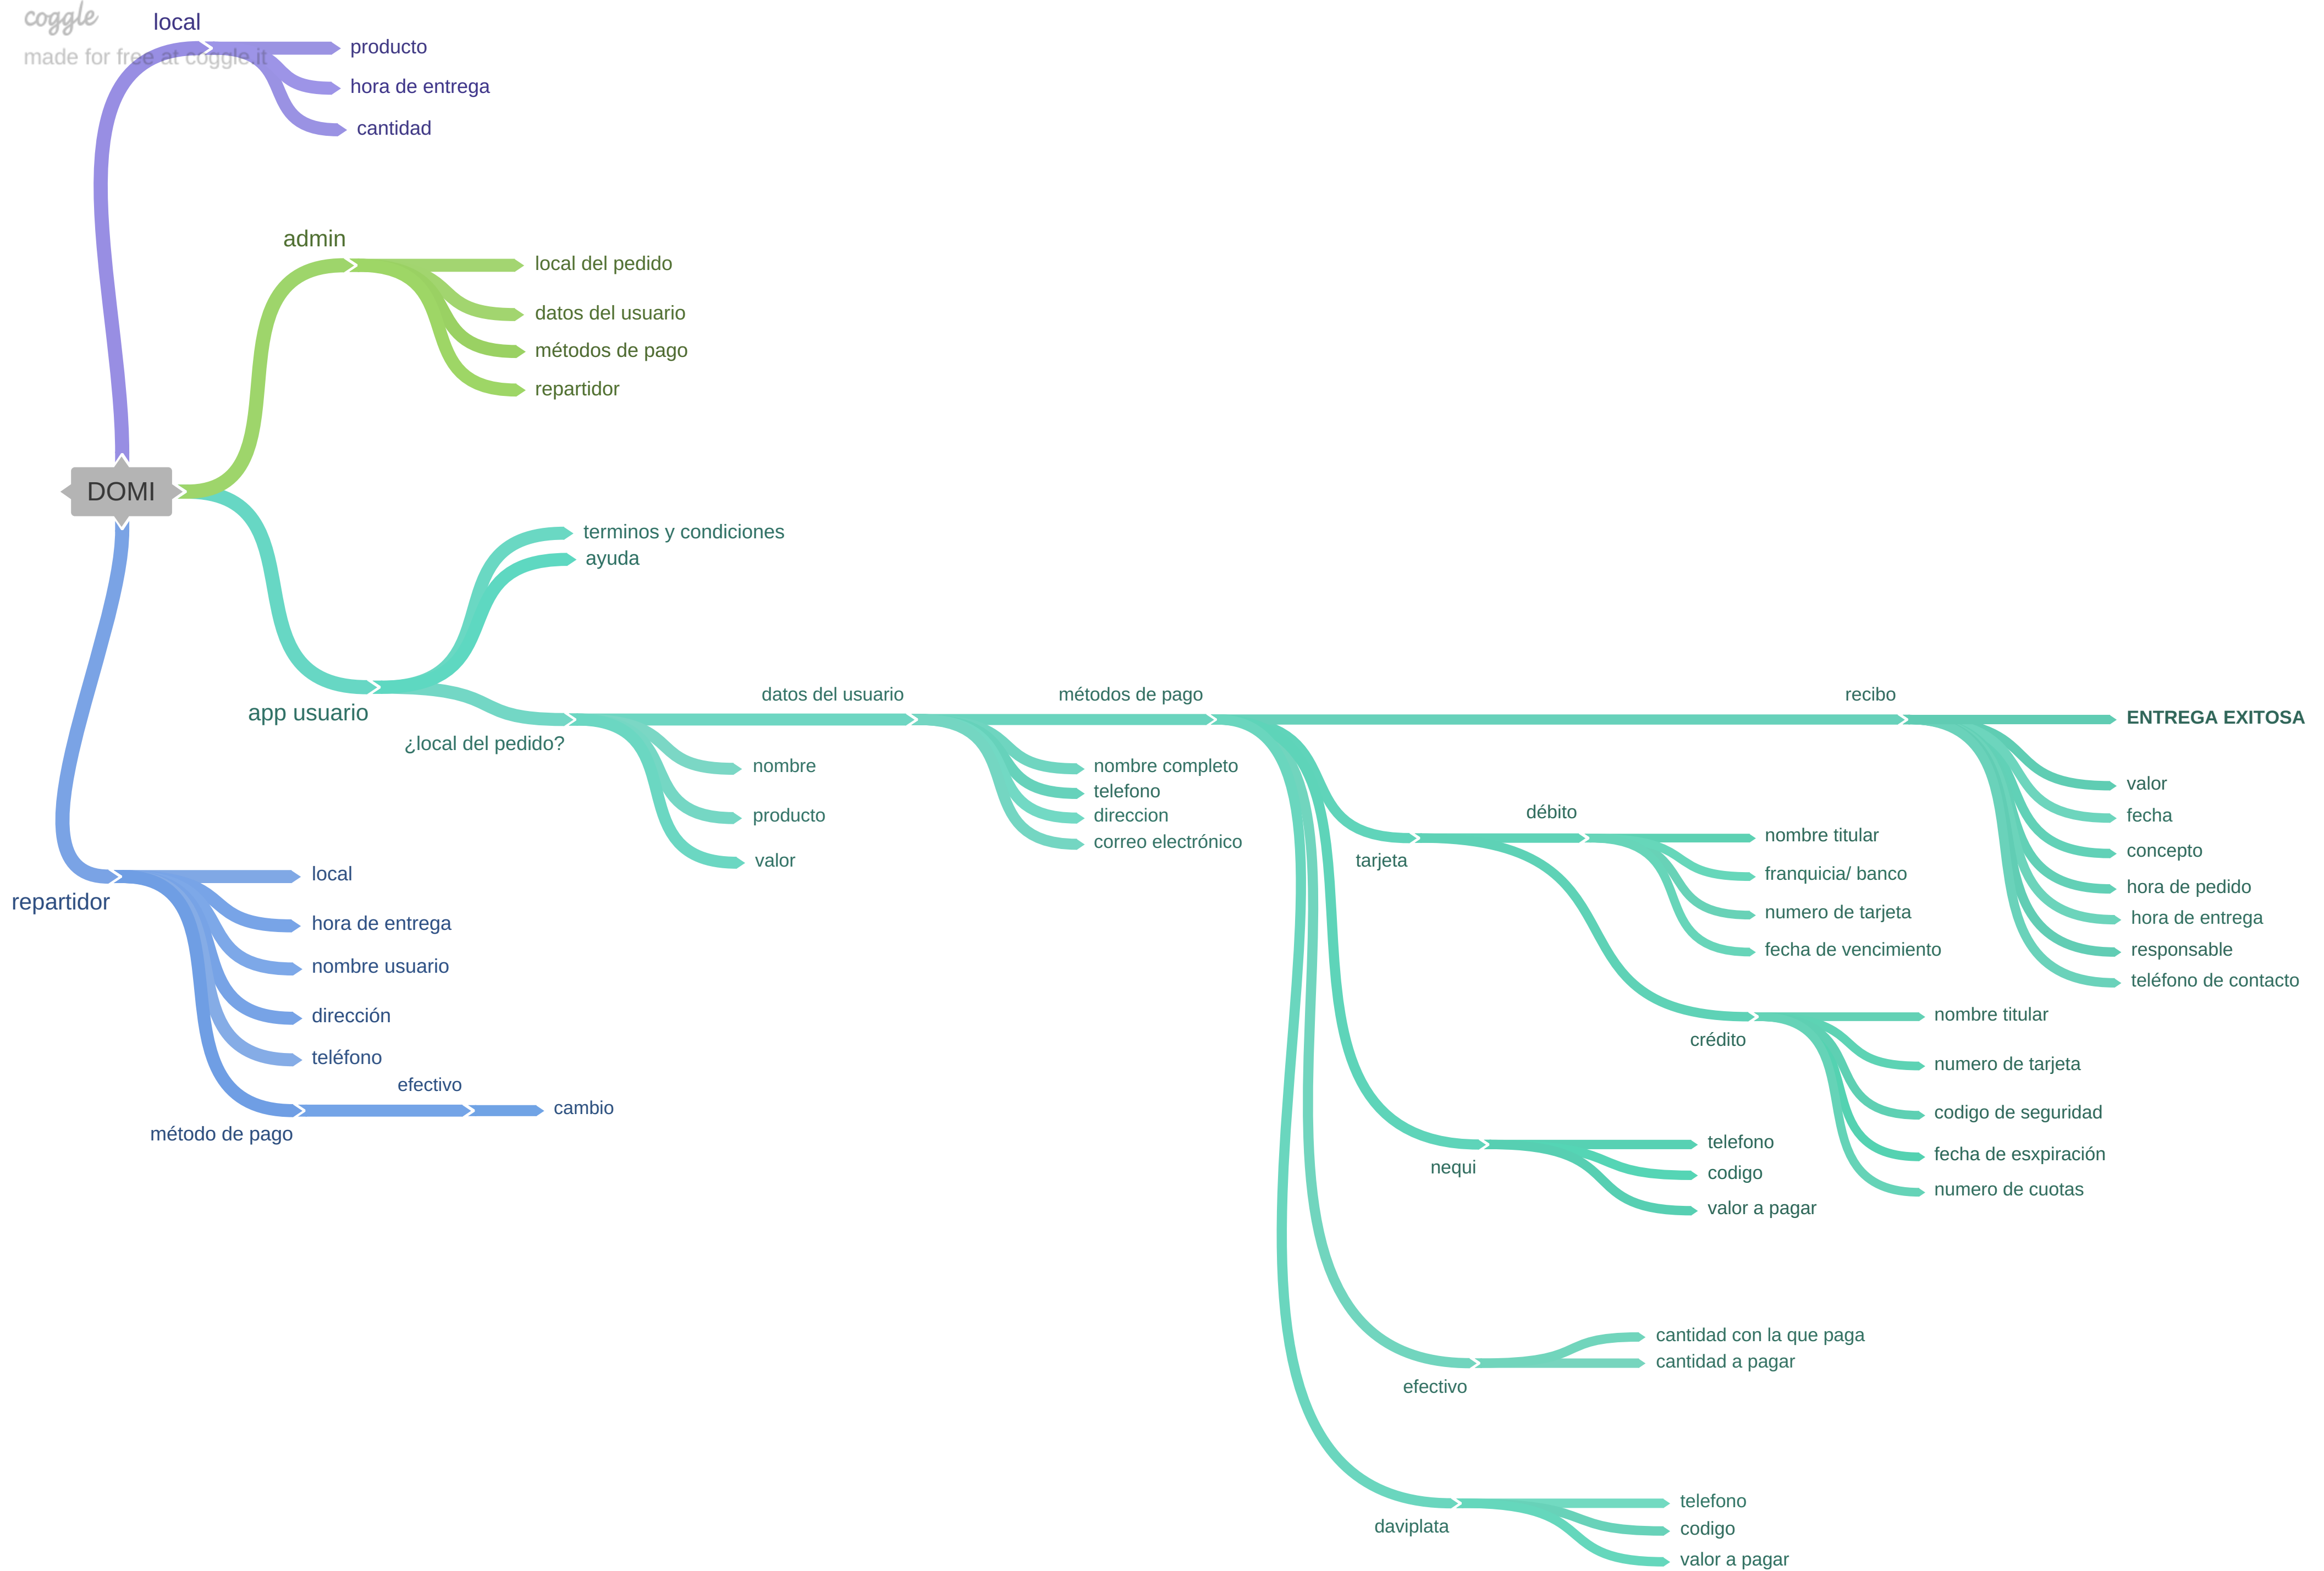 coggle
made for free at coggle.it
local
producto
hora de entrega
cantidad
admin
local del pedido
datos del usuario
métodos de pago
repartidor
DOMI
terminos y condiciones
ayuda
app usuario
¿local del pedido?
datos del usuario
nombre
producto
valor
métodos de pago
nombre completo
telefono
direccion
correo electrónico
recibo
ENTREGA EXITOSA
valor
fecha
concepto
hora de pedido
hora de entrega
responsable
teléfono de contacto
tarjeta
débito
nombre titular
franquicia/ banco
numero de tarjeta
fecha de vencimiento
crédito
nombre titular
numero de tarjeta
codigo de seguridad
fecha de esxpiración
numero de cuotas
nequi
telefono
codigo
valor a pagar
efectivo
cantidad con la que paga
cantidad a pagar
daviplata
telefono
codigo
valor a pagar
repartidor
local
hora de entrega
nombre usuario
dirección
teléfono
método de pago
efectivo
cambio